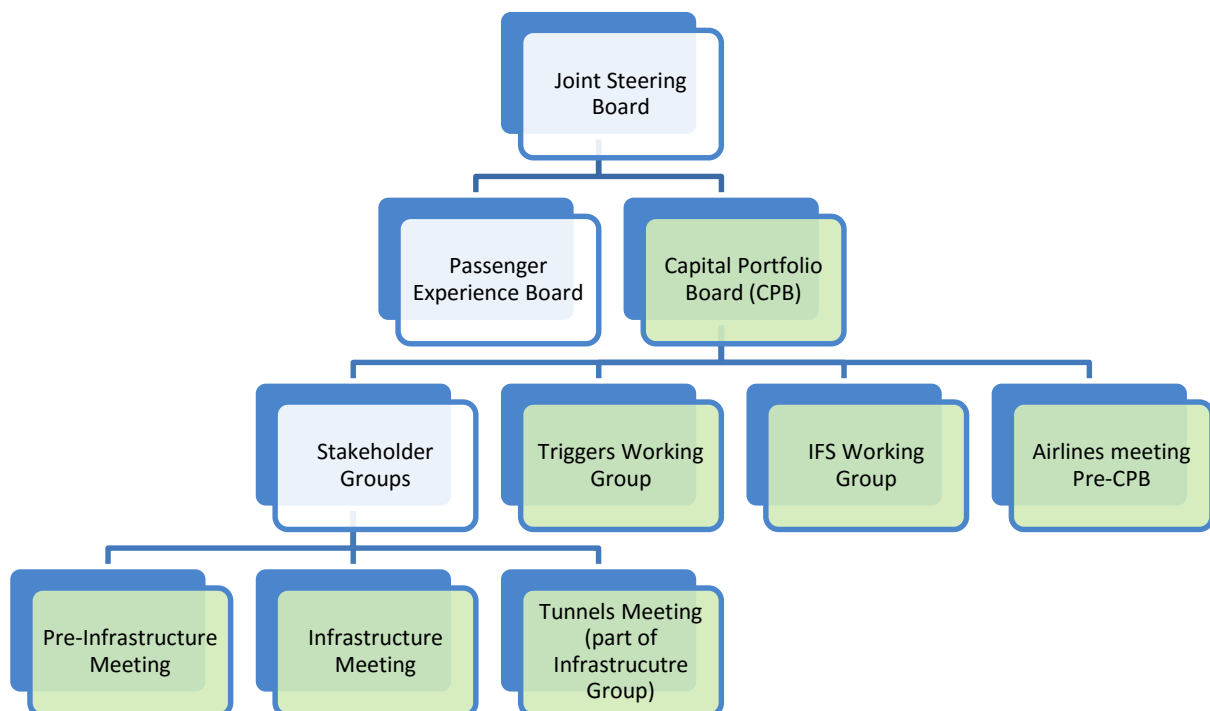 Joint Steering
Board
Passenger
Experience Board
Capital Portfolio
Board (CPB)
Stakeholder
Groups
Triggers Working
Group
IFS Working
Group
Airlines meeting
Pre-CPB
Pre-Infrastructure
Meeting
Infrastructure
Meeting
Tunnels Meeting
(part of
Infrastrucutre
Group)